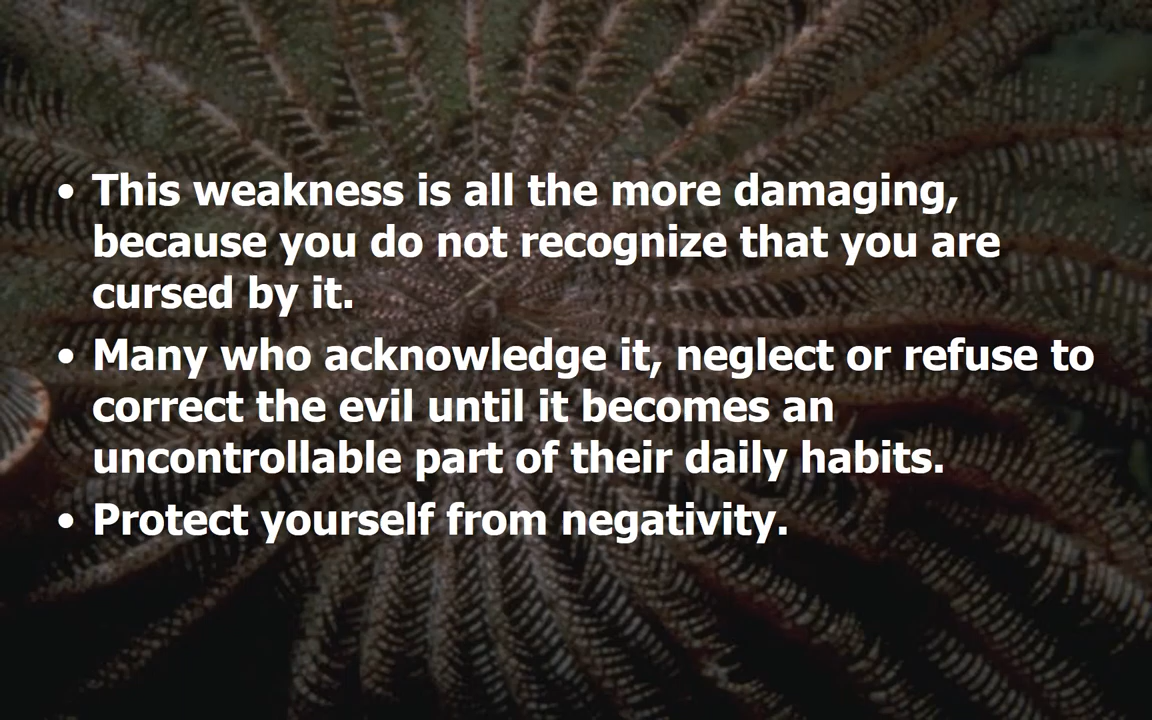 • This weakness is all the more damaging,
because you do not recognize that you are
cursed by it.
• Many who acknowledge it, neglect or refuse to
correct the evil until it becomes an
uncontrollable part of their daily habits.
• Protect yourself from negativity.